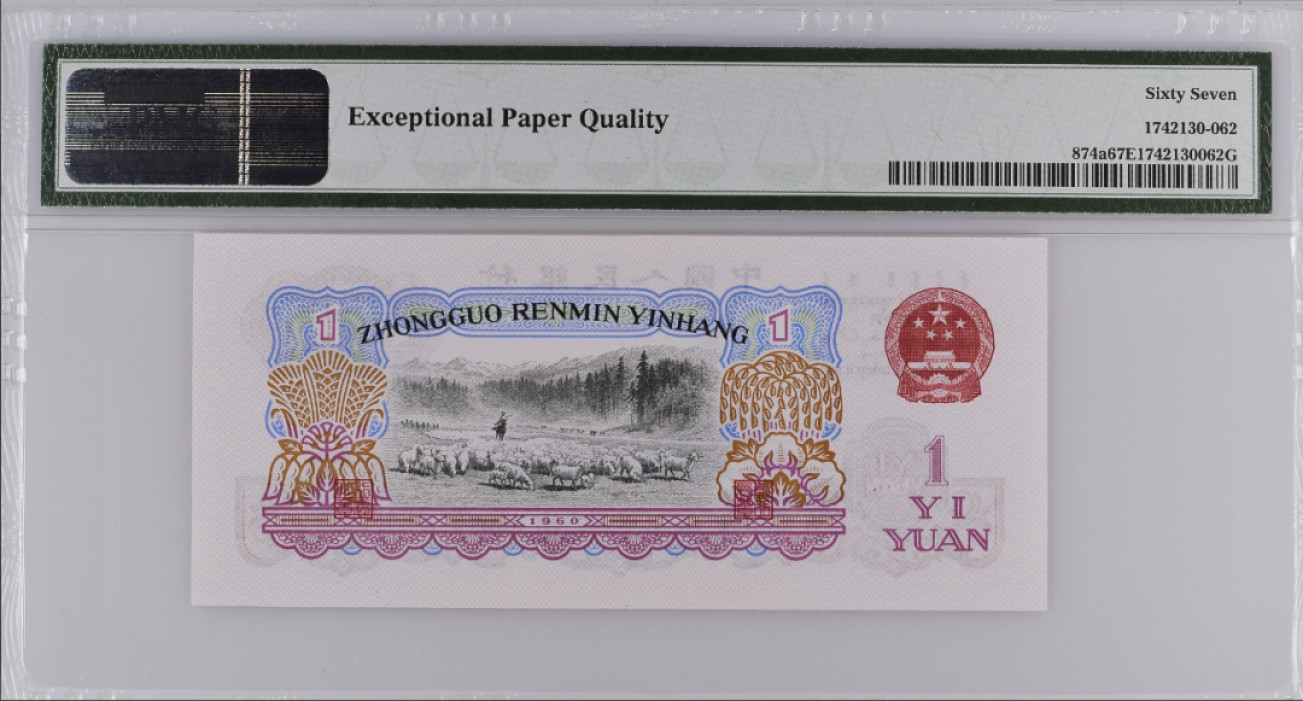 Exceptional Paper Quality
Sixty Seven
1742130-062
874a67E1742130062G
1
ZHONGGUO RENMIN YINHANG
1
1960
1
YI
YUAN